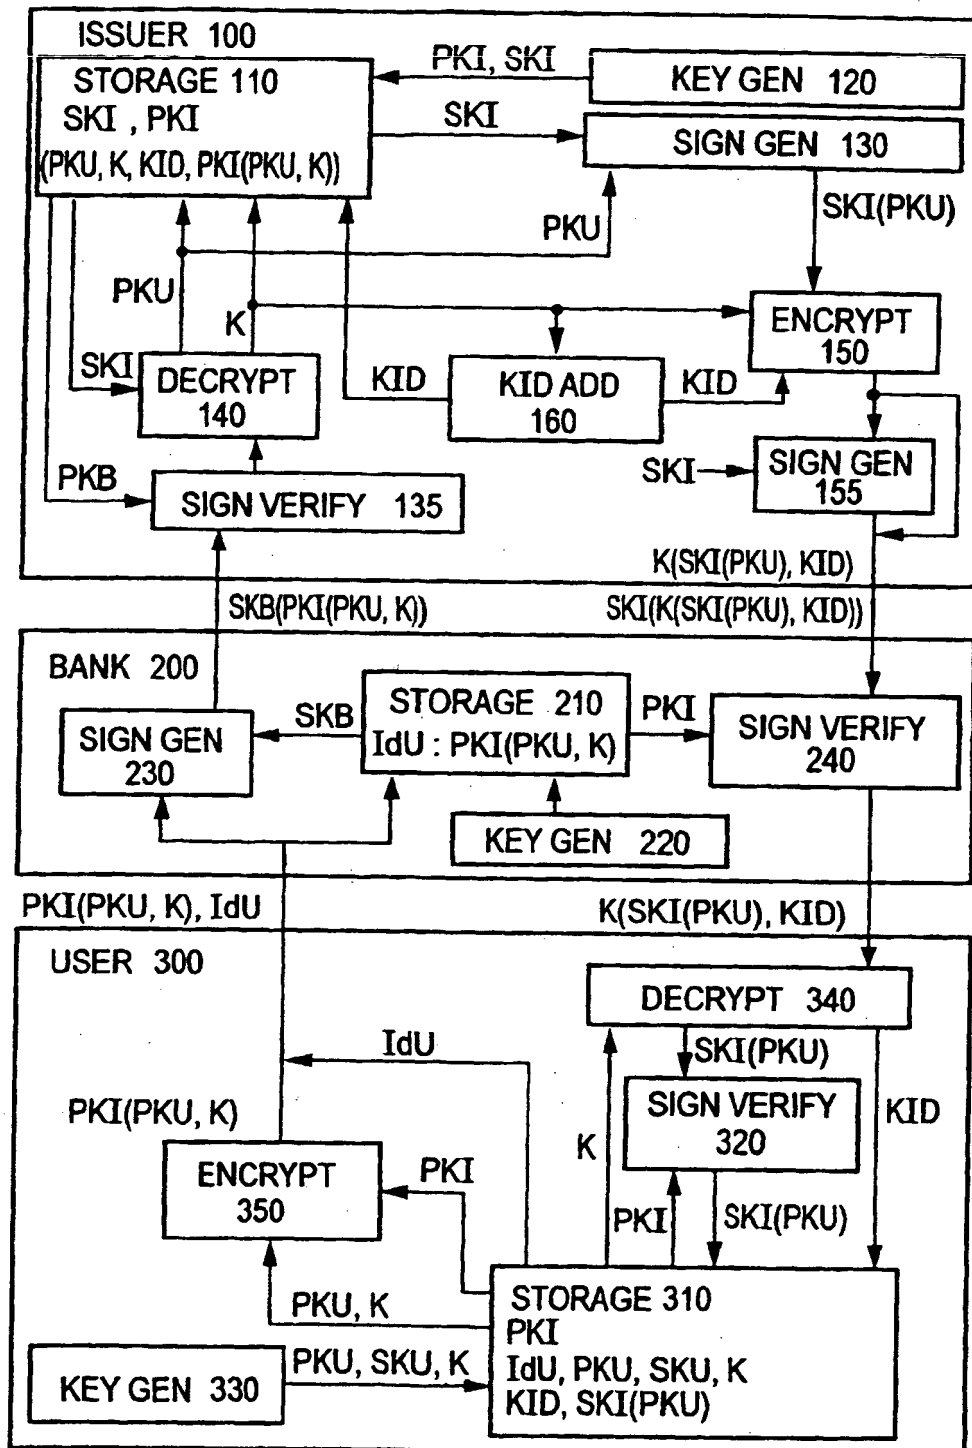 ISSUER 100
STORAGE 110
SKI , PKI
(PKU, K, KID, PKI(PKU, K))
PKI, SKI
KEY GEN 120
SKI
SIGN GEN 130
PKU
SKI(PKU)
PKU
K
ENCRYPT
150
SKI
DECRYPT
140
KID
KID ADD
160
KID
PKB
SIGN VERIFY 135
SKI
SIGN GEN
155
K(SKI(PKU), KID)
SKB(PKI(PKU, K))
SKI(K(SKI(PKU), KID))
BANK 200
SIGN GEN
230
SKB
STORAGE 210
IdU : PKI(PKU, K)
PKI
SIGN VERIFY
240
KEY GEN 220
PKI(PKU, K), IdU
K(SKI(PKU), KID)
USER 300
DECRYPT 340
IdU
SKI(PKU)
PKI(PKU, K)
SIGN VERIFY
320
K
KID
ENCRYPT
350
PKI
PKI
SKI(PKU)
PKU, K
STORAGE 310
PKI
IdU, PKU, SKU, K
KID, SKI(PKU)
KEY GEN 330
PKU, SKU, K